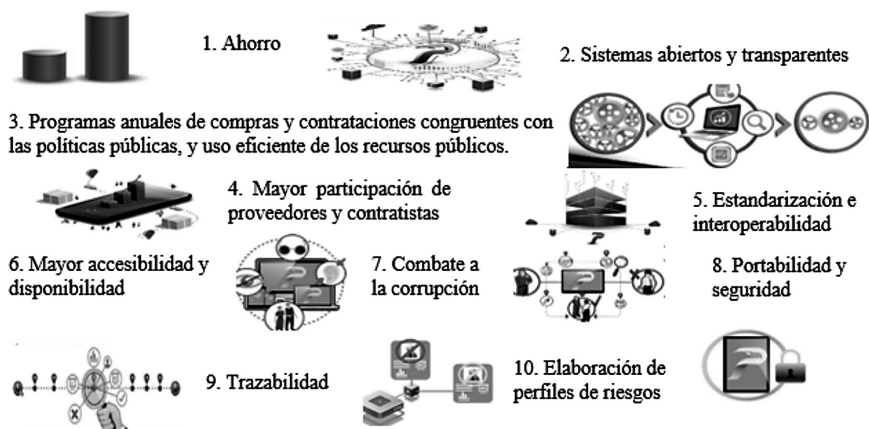 1. Ahorro
2. Sistemas abiertos y transparentes
3. Programas anuales de compras y contrataciones congruentes con
las políticas públicas, y uso eficiente de los recursos públicos.
4. Mayor participación de
proveedores y contratistas
5. Estandarización e
interoperabilidad
6. Mayor accesibilidad y
disponibilidad
7. Combate a
la corrupción
8. Portabilidad y
seguridad
9. Trazabilidad
10. Elaboración de
perfiles de riesgos